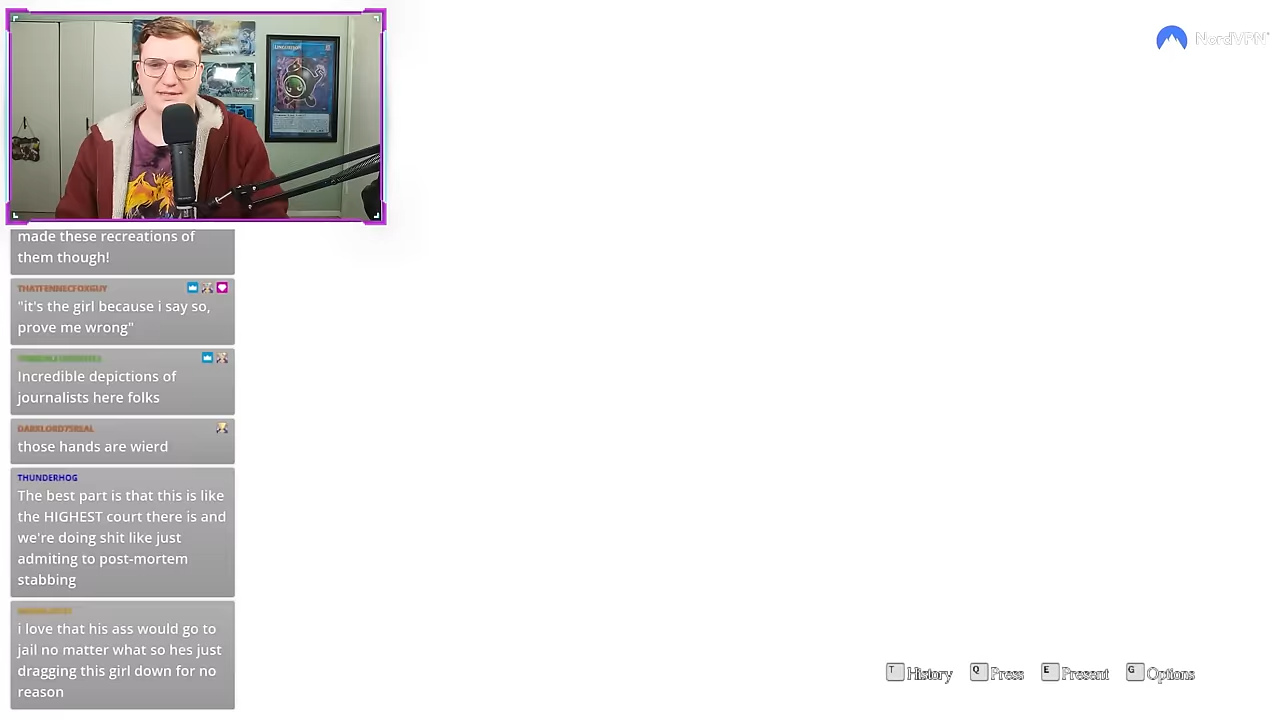 NordVPN
made these recreations of
them though!
THATFENNECFOXGUY
"it's the girl because i say so,
prove me wrong"
Incredible depictions of
journalists here folks
DARKLORD75REAL
those hands are wierd
THUNDERHOG
The best part is that this is like
the HIGHEST court there is and
we're doing shit like just
admiting to post-mortem
stabbing
i love that his ass would go to
jail no matter what so hes just
dragging this girl down for no
reason
T History Q Press E Present G Options